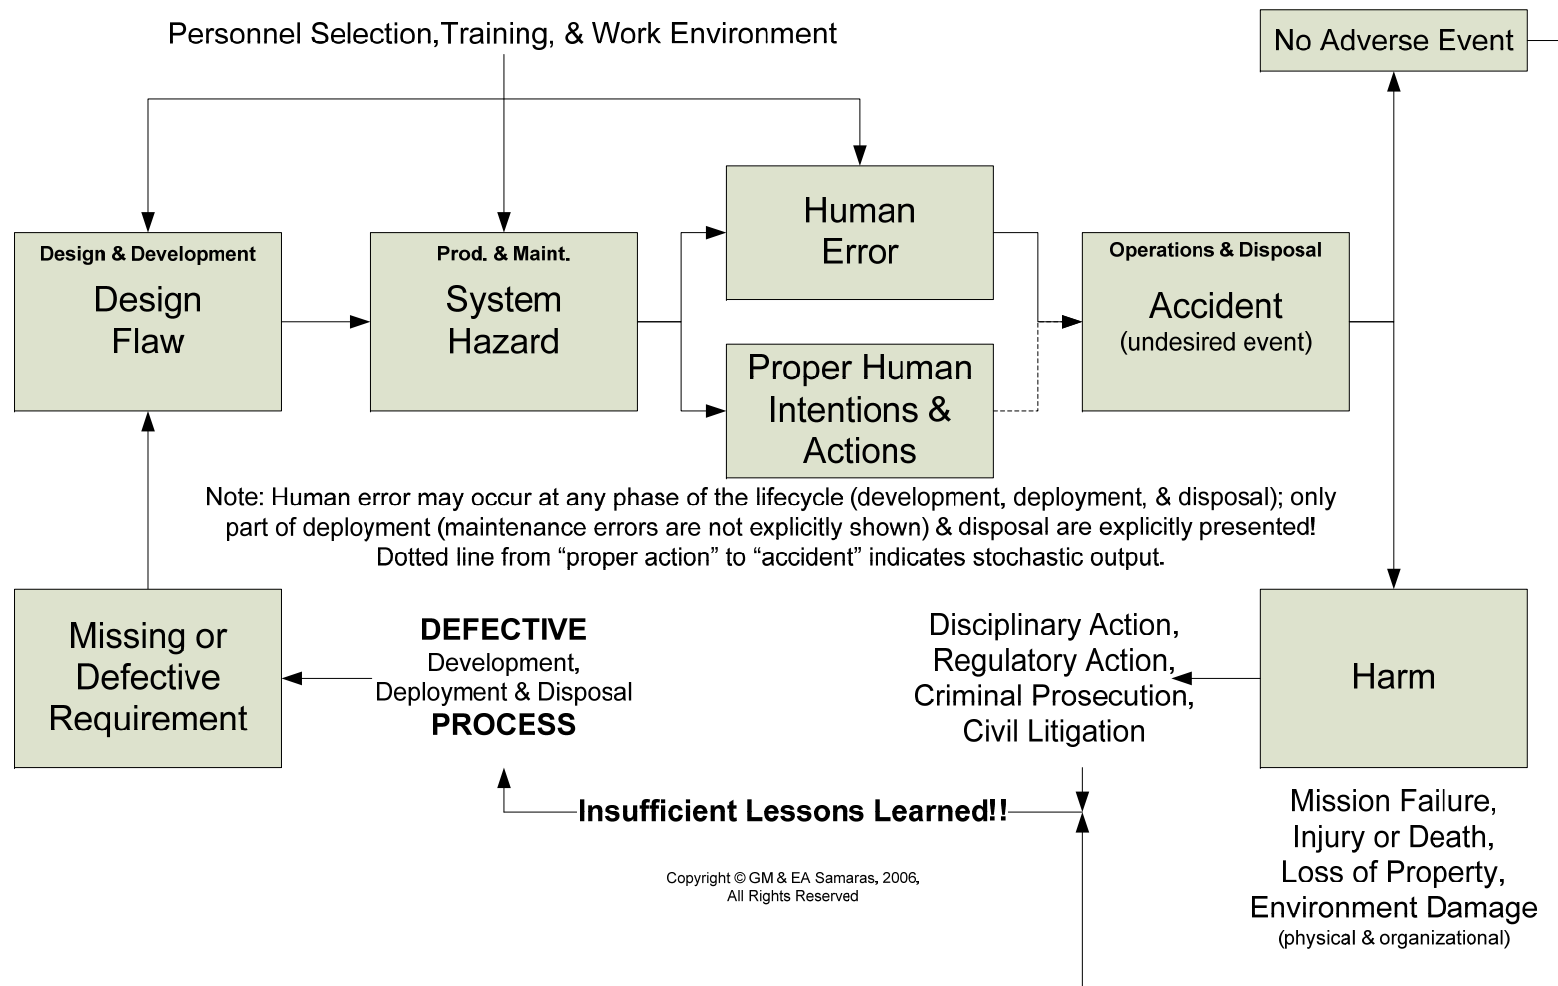 Personnel Selection,Training, & Work Environment
No Adverse Event
Human
Error
Design & Development
Design
Flaw
Prod. & Maint.
System
Hazard
Operations & Disposal
Accident
(undesired event)
Proper Human
Intentions &
Actions
Note: Human error may occur at any phase of the lifecycle (development, deployment, & disposal); only
part of deployment (maintenance errors are not explicitly shown) & disposal are explicitly presented!
Dotted line from “proper action” to “accident” indicates stochastic output.
Missing or
Defective
Requirement
DEFECTIVE
Development,
Deployment & Disposal
PROCESS
Disciplinary Action,
Regulatory Action,
Criminal Prosecution,
Civil Litigation
Harm
Insufficient Lessons Learned!!
Mission Failure,
Injury or Death,
Loss of Property,
Environment Damage
(physical & organizational)
Copyright © GM & EA Samaras, 2006,
All Rights Reserved